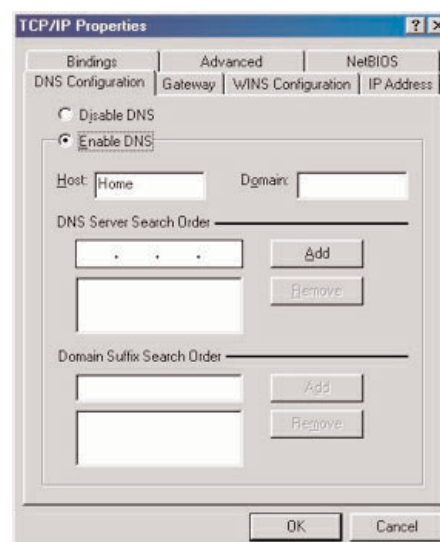 TCP/IP Properties
Bindings Advanced NetBIOS
DNS Configuration Gateway WINS Configuration IP Address
Disable DNS
Enable DNS
Host: Home Domain:
DNS Server Search Order
. . .
Add
Remove
Domain Suffix Search Order
Add
Remove
OK Cancel